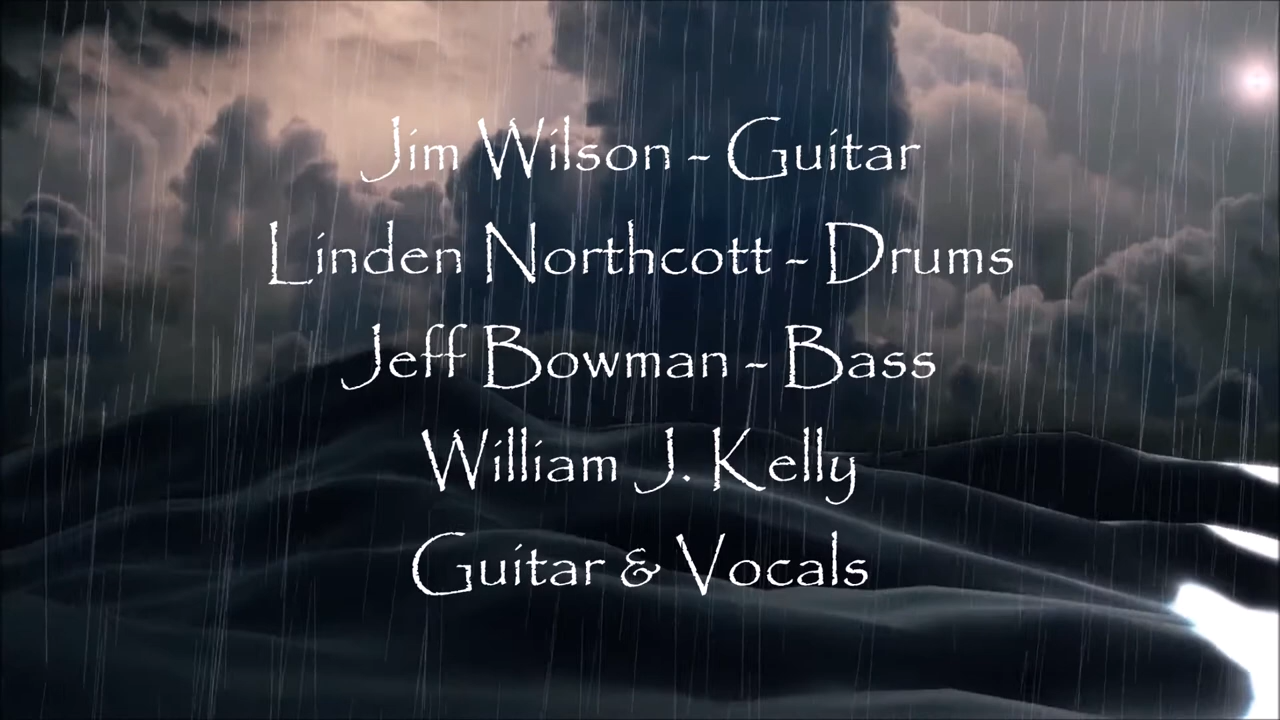 Jim Wilson - Guitar
Linden Northcott - Drums
Jeff Bowman - Bass
William J. Kelly
Guitar & Vocals